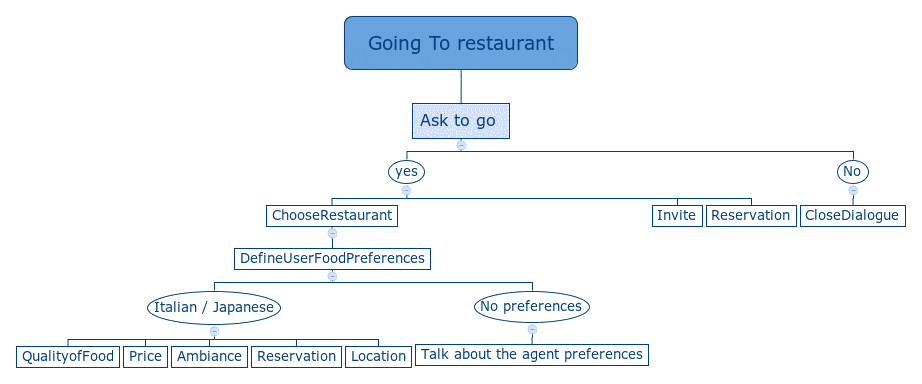 Going To restaurant
Ask to go
yes
No
ChooseRestaurant
Invite
Reservation
CloseDialogue
DefineUserFoodPreferences
Italian / Japanese
No preferences
QualityofFood
Price
Ambiance
Reservation
Location
Talk about the agent preferences